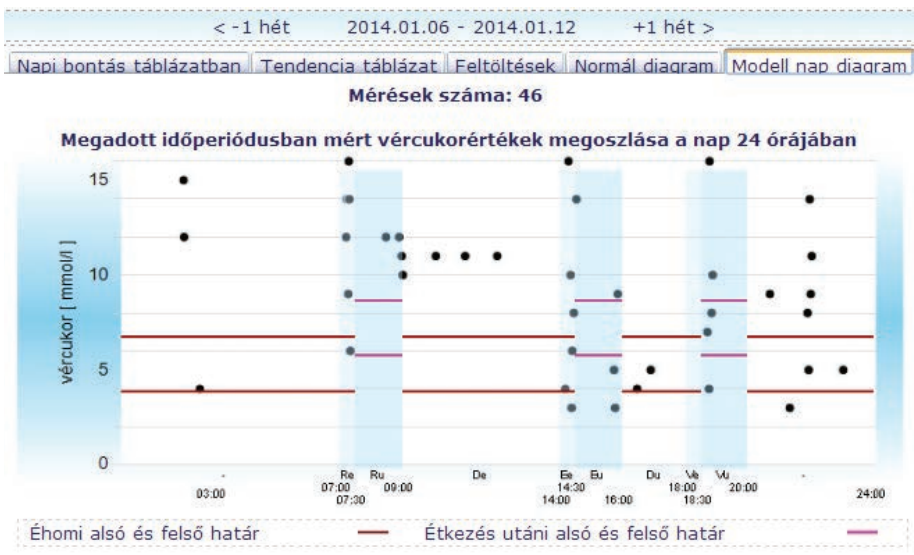 < -1 hét 2014.01.06 - 2014.01.12 +1 hét >
Napi bontás táblázatban Tendencia táblázat Feltöltések Normál diagram Modell nap diagram
Mérések száma: 46
Megadott időperiódusban mért vércukorértékek megoszlása a nap 24 órájában
vércukor [ mmol/l ]
15
10
5
0
- Re Ru De Ee Eu Du Ve Vu -
03:00 07:00 07:30 09:00 14:00 14:30 16:00 18:00 18:30 20:00 24:00
Éhomi alsó és felső határ Étkezés utáni alsó és felső határ